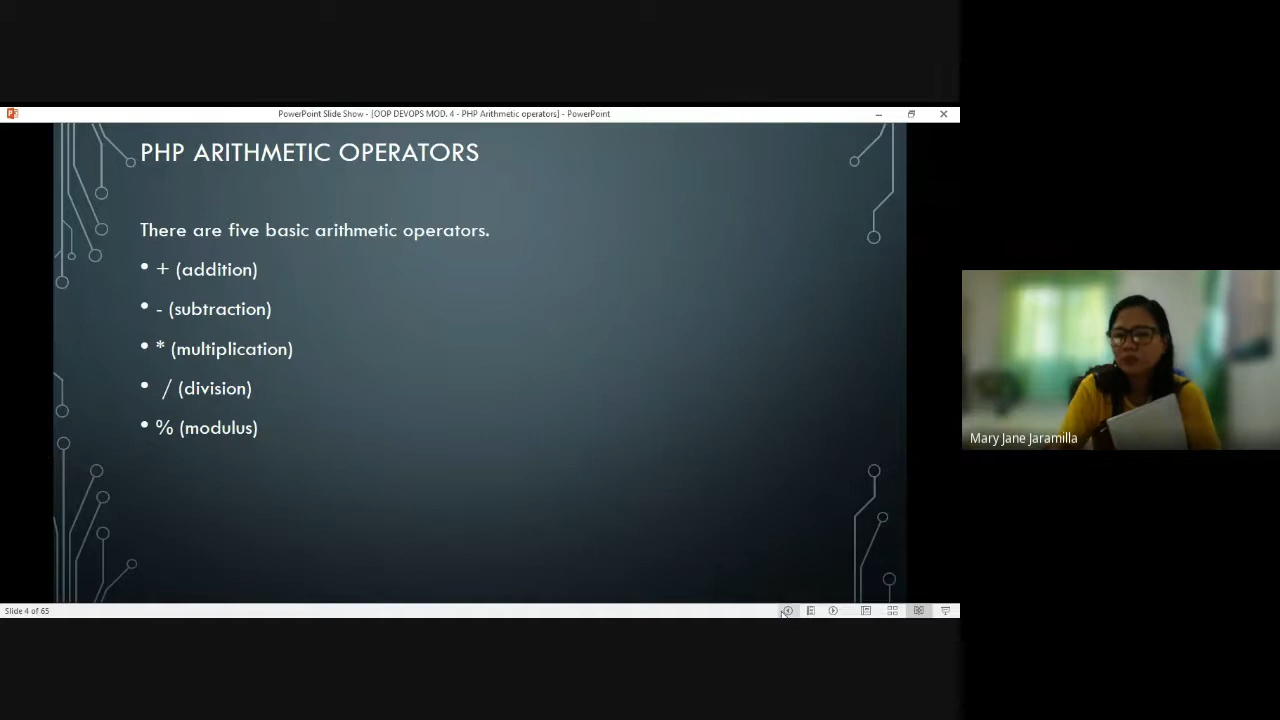 PowerPoint Slide Show - [OOP DEVOPS MOD. 4 - PHP Arithmetic operators] - PowerPoint
PHP ARITHMETIC OPERATORS
There are five basic arithmetic operators.
• + (addition)
• - (subtraction)
• * (multiplication)
• / (division)
• % (modulus)
Mary Jane Jaramilla
Slide 4 of 65